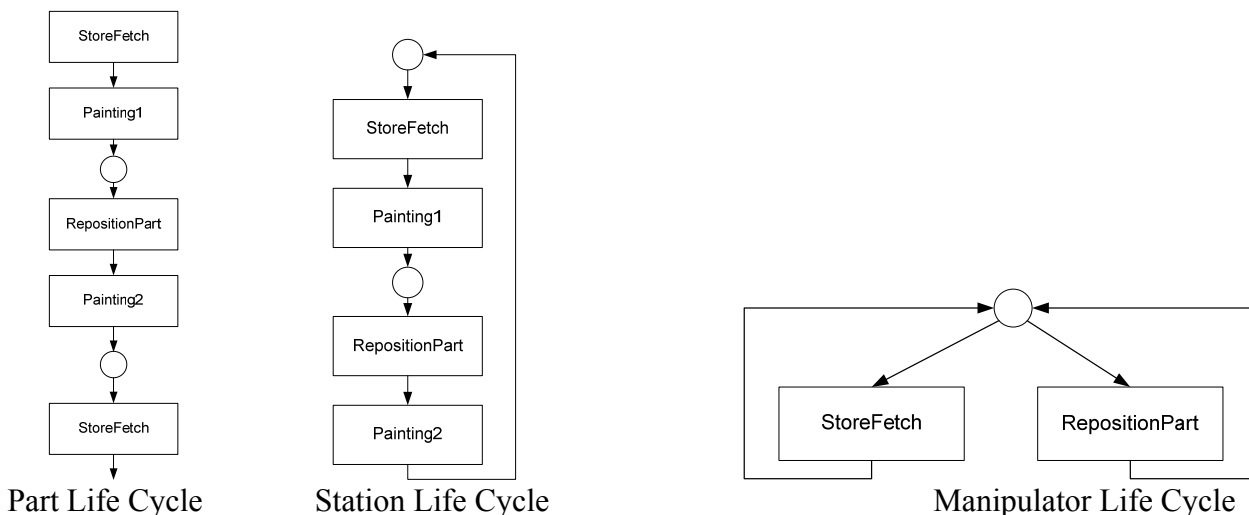 StoreFetch
Painting1
RepositionPart
Painting2
StoreFetch
Part Life Cycle
StoreFetch
Painting1
RepositionPart
Painting2
Station Life Cycle
StoreFetch
RepositionPart
Manipulator Life Cycle